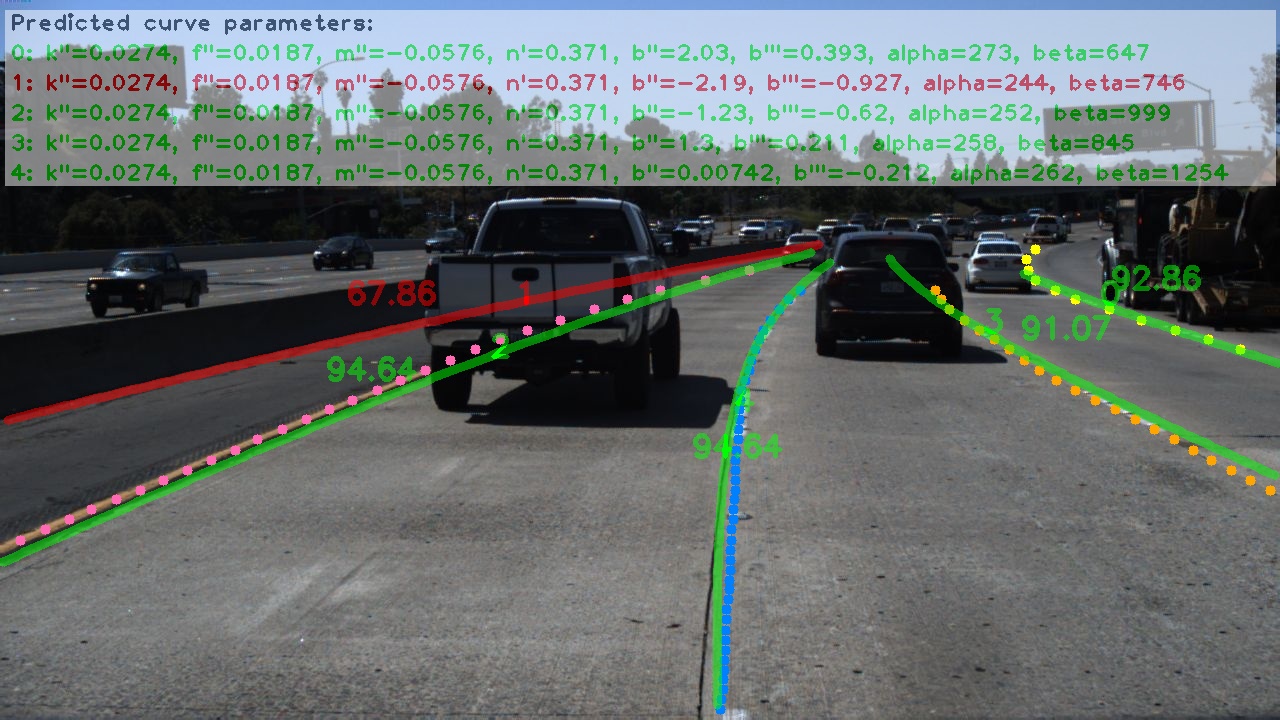 Predicted curve parameters:
0: k''=0.0274, f''=0.0187, m''=−0.0576, n'=0.371, b''=2.03, b'''=0.393, alpha=273, beta=647
1: k''=0.0274, f''=0.0187, m''=−0.0576, n'=0.371, b''=−2.19, b'''=−0.927, alpha=244, beta=746
2: k''=0.0274, f''=0.0187, m''=−0.0576, n'=0.371, b''=−1.23, b'''=−0.62, alpha=252, beta=999
3: k''=0.0274, f''=0.0187, m''=−0.0576, n'=0.371, b''=1.3, b'''=0.211, alpha=258, beta=845
4: k''=0.0274, f''=0.0187, m''=−0.0576, n'=0.371, b''=0.00742, b'''=−0.212, alpha=262, beta=1254
92.86
0
67.86
1
3
91.07
2
94.64
4
94.64